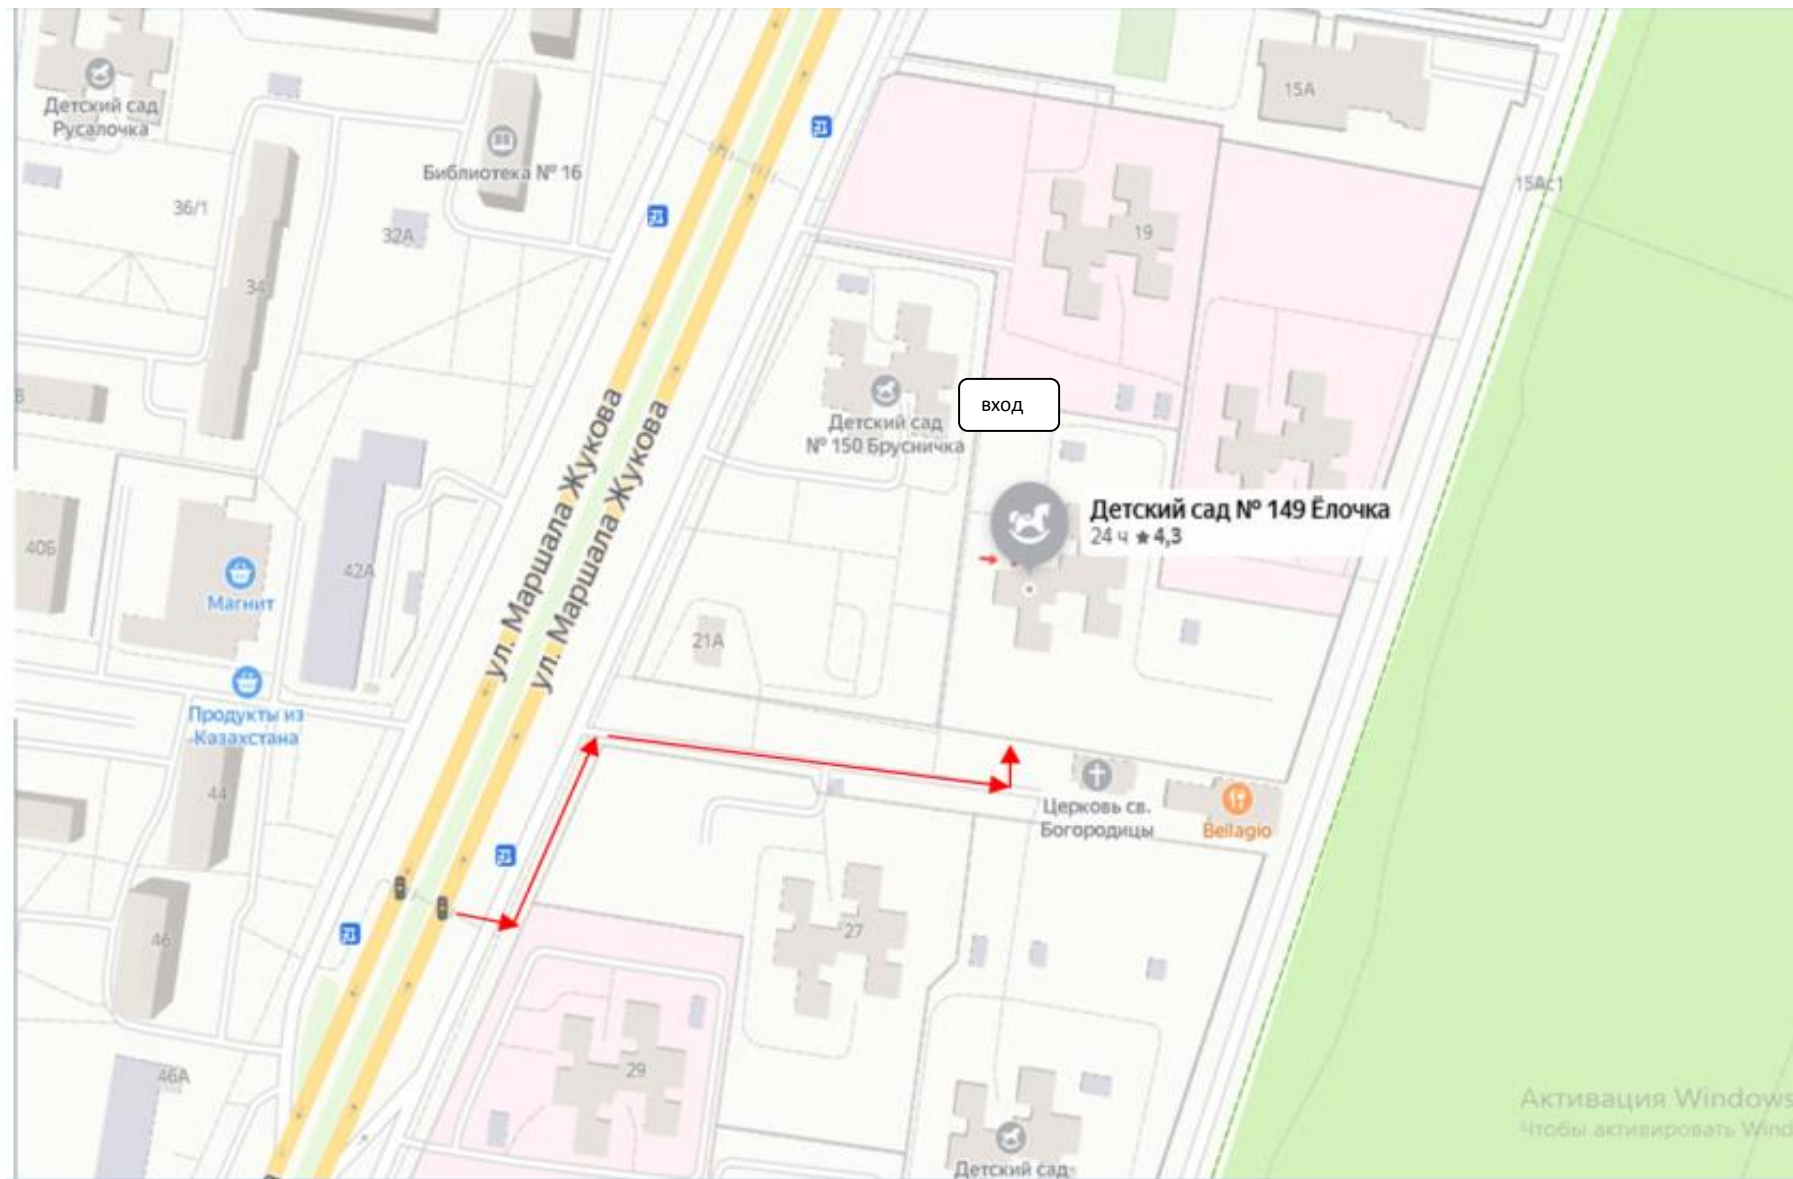 Детский сад
Русалочка
Библиотека № 16
15А
36/1
32А
34
19
15Ас1
ул. Маршала Жукова
ул. Маршала Жукова
Детский сад
№ 150 Брусничка
вход
Детский сад № 149 Ёлочка
24 ч ★ 4,3
40Б
Магнит
42А
21А
Продукты из
Казахстана
44
Церковь св.
Богородицы
Bellagio
46
27
46А
29
Детский сад
Активация Windows
Чтобы активировать Wind